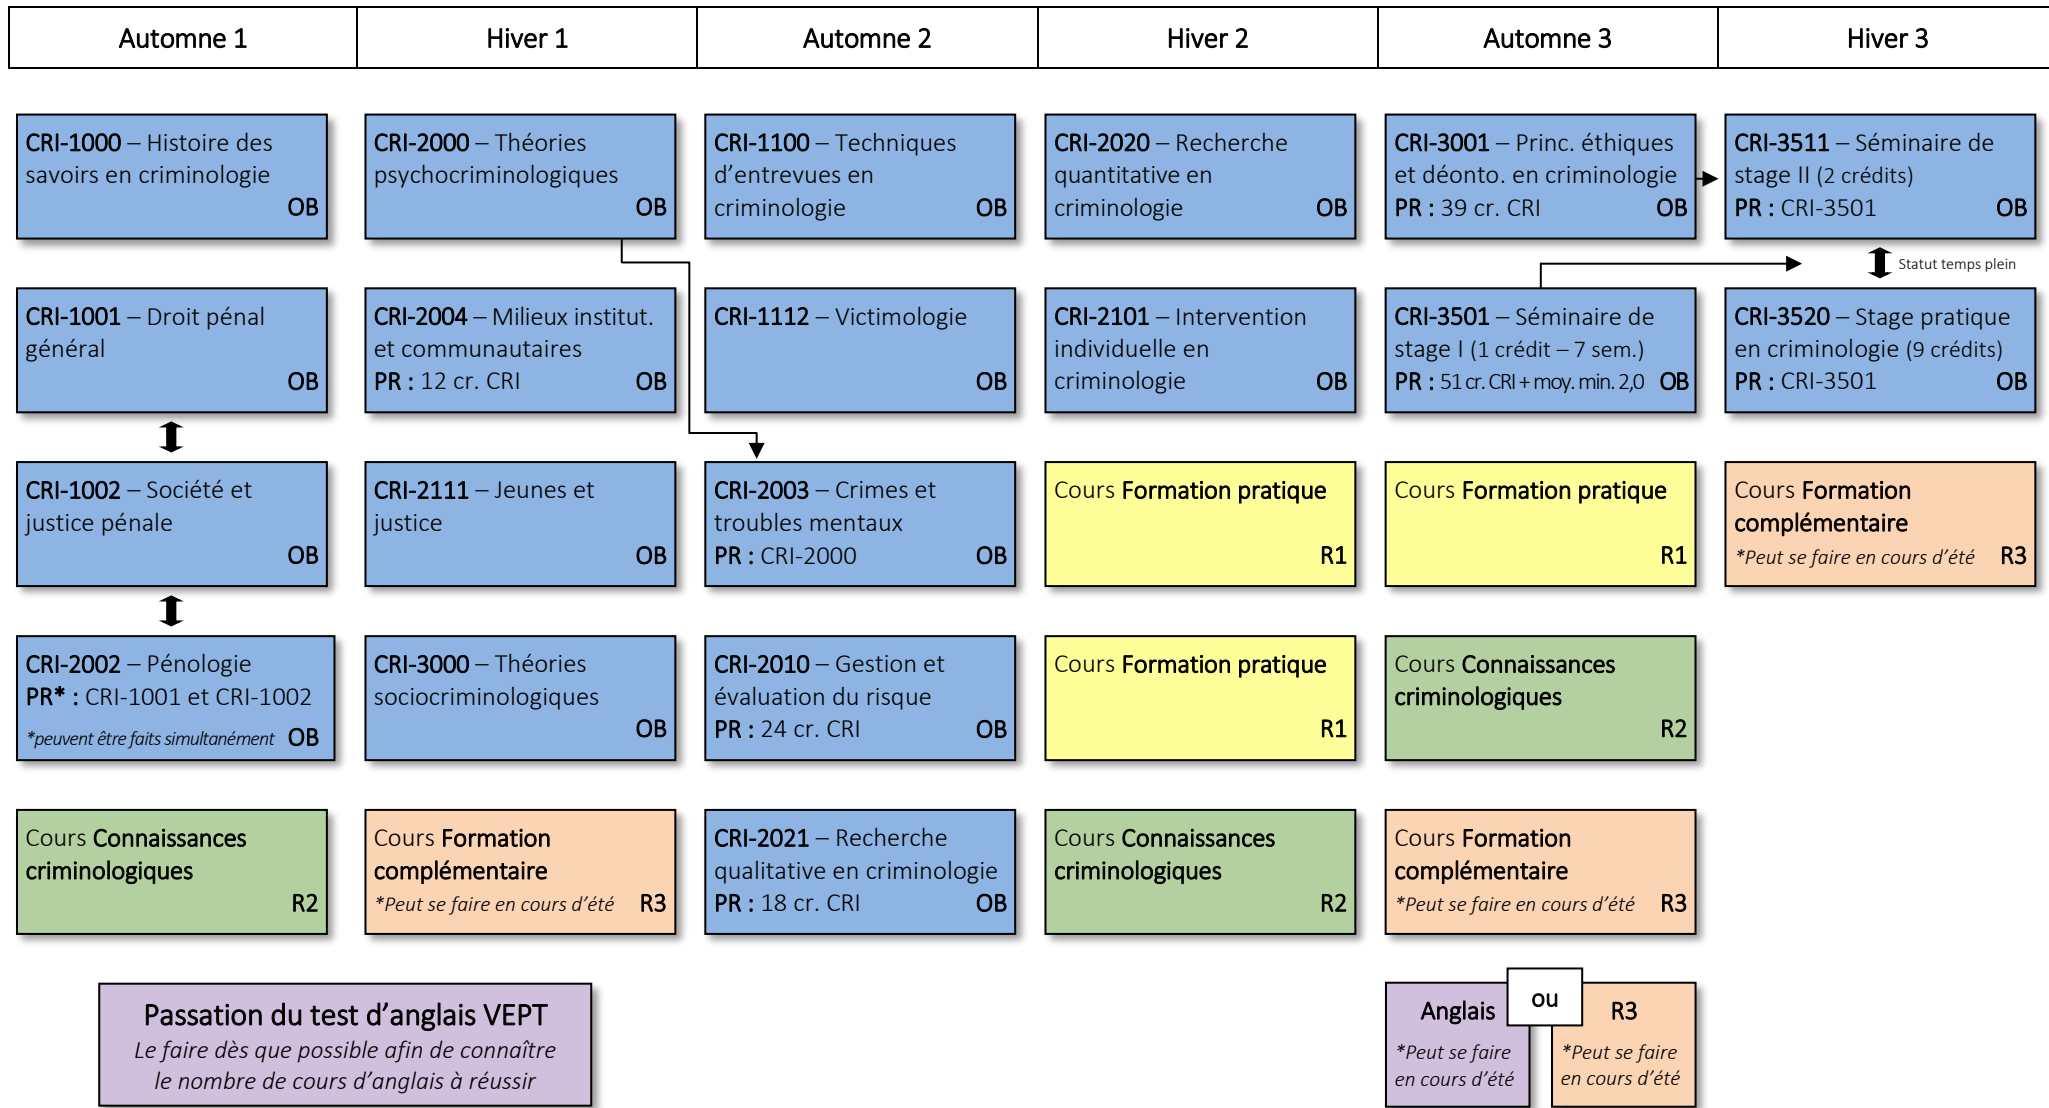 Automne 1
Hiver 1
Automne 2
Hiver 2
Automne 3
Hiver 3
CRI-1000 – Histoire des
savoirs en criminologie
OB
CRI-2000 – Théories
psychocriminologiques
OB
CRI-1100 – Techniques
d'entrevues en
criminologie OB
CRI-2020 – Recherche
quantitative en
criminologie OB
CRI-3001 – Princ. éthiques
et déonto. en criminologie
PR : 39 cr. CRI OB
CRI-3511 – Séminaire de
stage II (2 crédits)
PR : CRI-3501 OB
Statut temps plein
CRI-1001 – Droit pénal
général
OB
CRI-2004 – Milieux institut.
et communautaires
PR : 12 cr. CRI OB
CRI-1112 – Victimologie
OB
CRI-2101 – Intervention
individuelle en
criminologie OB
CRI-3501 – Séminaire de
stage I (1 crédit – 7 sem.)
PR : 51 cr. CRI + moy. min. 2,0 OB
CRI-3520 – Stage pratique
en criminologie (9 crédits)
PR : CRI-3501 OB
CRI-1002 – Société et
justice pénale
OB
CRI-2111 – Jeunes et
justice
OB
CRI-2003 – Crimes et
troubles mentaux
PR : CRI-2000 OB
Cours Formation pratique
R1
Cours Formation pratique
R1
Cours Formation
complémentaire
*Peut se faire en cours d'été R3
CRI-2002 – Pénologie
PR* : CRI-1001 et CRI-1002
*peuvent être faits simultanément OB
CRI-3000 – Théories
sociocriminologiques
OB
CRI-2010 – Gestion et
évaluation du risque
PR : 24 cr. CRI OB
Cours Formation pratique
R1
Cours Connaissances
criminologiques
R2
Cours Connaissances
criminologiques
R2
Cours Formation
complémentaire
*Peut se faire en cours d'été R3
CRI-2021 – Recherche
qualitative en criminologie
PR : 18 cr. CRI OB
Cours Connaissances
criminologiques
R2
Cours Formation
complémentaire
*Peut se faire en cours d'été R3
Passation du test d'anglais VEPT
Le faire dès que possible afin de connaître
le nombre de cours d'anglais à réussir
Anglais
*Peut se faire
en cours d'été
ou
R3
*Peut se faire
en cours d'été